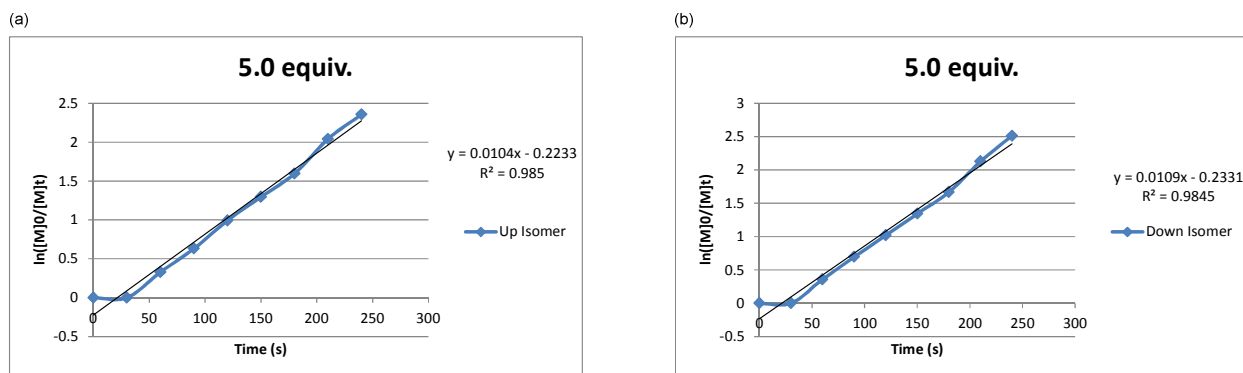 (a)
5.0 equiv.
2.5
2
1.5
1
0.5
0
-0.5
ln([M]0/[M]t)
0 50 100 150 200 250 300
Time (s)
y = 0.0104x - 0.2233
R² = 0.985
Up Isomer
(b)
5.0 equiv.
3
2.5
2
1.5
1
0.5
0
-0.5
ln([M]0/[M]t)
0 50 100 150 200 250 300
Time (s)
y = 0.0109x - 0.2331
R² = 0.9845
Down Isomer